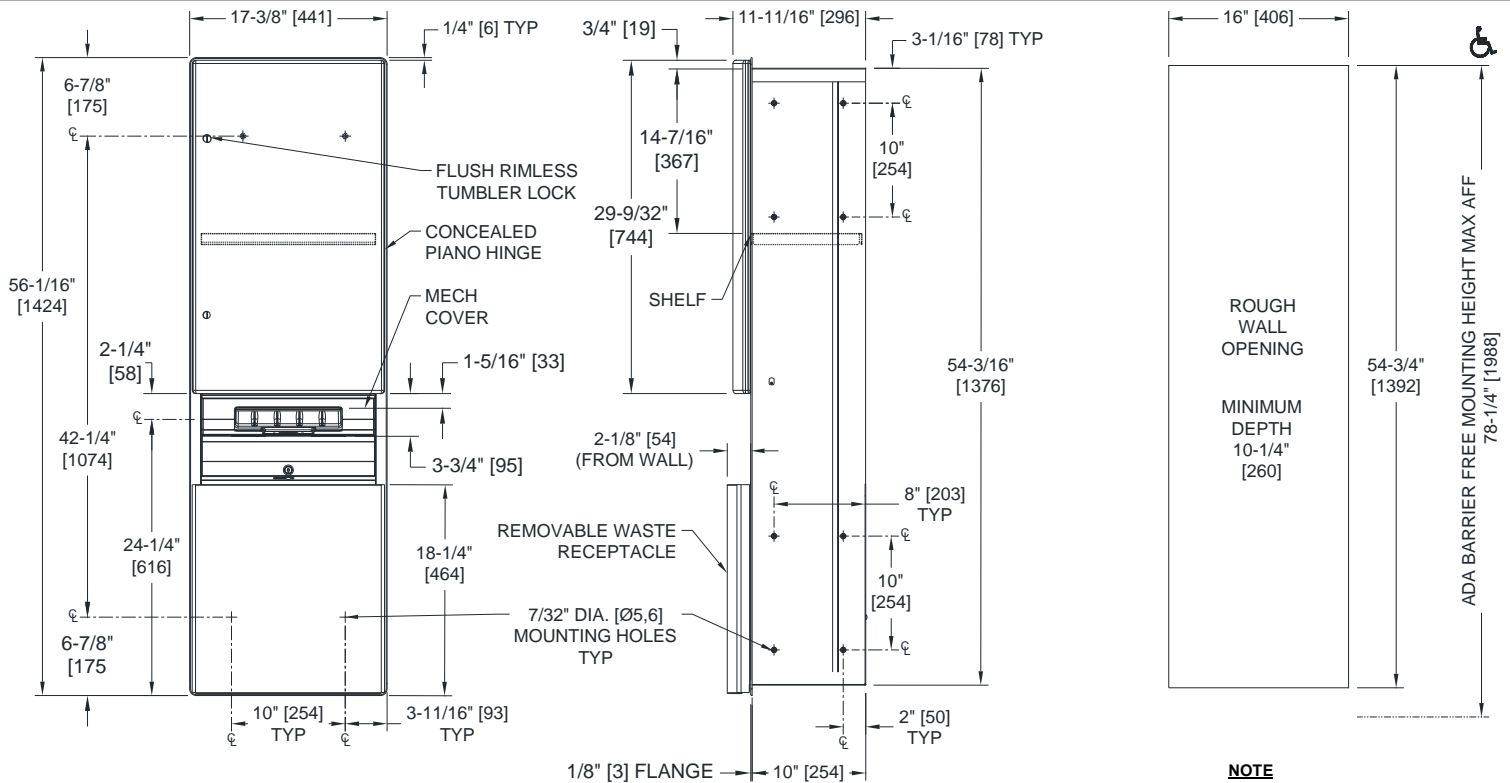 17-3/8" [441]
1/4" [6] TYP
6-7/8"
[175]
℄
FLUSH RIMLESS
TUMBLER LOCK
CONCEALED
PIANO HINGE
56-1/16"
[1424]
MECH
COVER
2-1/4"
[58]
1-5/16" [33]
℄
42-1/4"
[1074]
3-3/4" [95]
24-1/4"
[616]
18-1/4"
[464]
℄
6-7/8"
[175
10" [254]
TYP
3-11/16" [93]
TYP
℄
℄
11-11/16" [296]
3/4" [19]
3-1/16" [78] TYP
℄
14-7/16"
[367]
10"
[254]
29-9/32"
[744]
℄
SHELF
54-3/16"
[1376]
2-1/8" [54]
(FROM WALL)
℄
8" [203]
TYP
REMOVABLE WASTE
RECEPTACLE
℄
10"
[254]
7/32" DIA. [Ø5,6]
MOUNTING HOLES
TYP
℄
2" [50]
TYP
℄
1/8" [3] FLANGE
10" [254]
16" [406]
ROUGH
WALL
OPENING
MINIMUM
DEPTH
10-1/4"
[260]
54-3/4"
[1392]
ADA BARRIER FREE MOUNTING HEIGHT MAX AFF
78-1/4" [1988]
NOTE